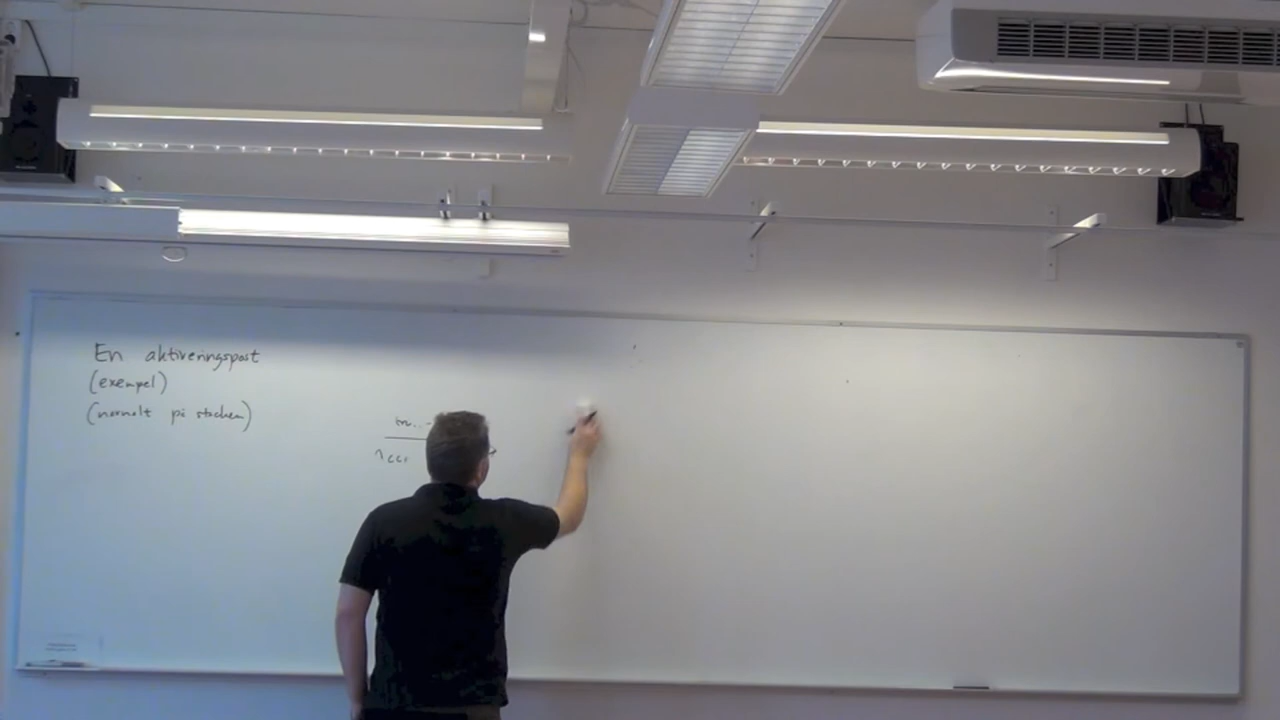 En aktiveringspost
(exempel)
(normalt på stacken)